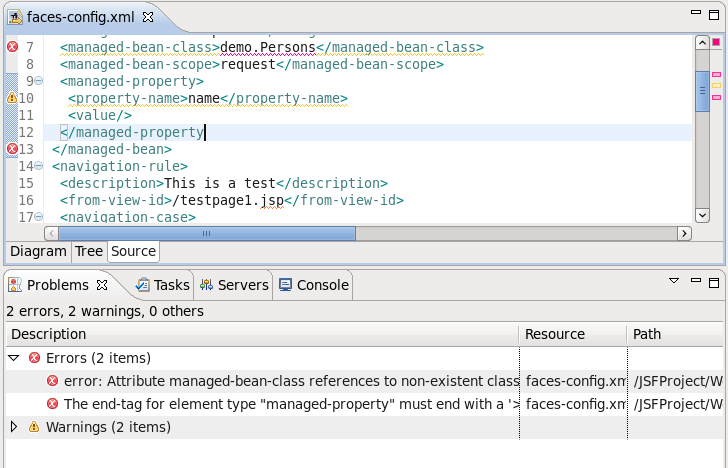 faces-config.xml
7 <managed-bean-class>demo.Persons</managed-bean-class>
8 <managed-bean-scope>request</managed-bean-scope>
9 <managed-property>
10 <property-name>name</property-name>
11 <value/>
12 </managed-property
13 </managed-bean>
14 <navigation-rule>
15 <description>This is a test</description>
16 <from-view-id>/testpage1.jsp</from-view-id>
17 <navigation-case>
Diagram Tree Source
Problems Tasks Servers Console
2 errors, 2 warnings, 0 others
Description Resource Path
Errors (2 items)
error: Attribute managed-bean-class references to non-existent class faces-config.xm /JSFProject/W
The end-tag for element type "managed-property" must end with a '> faces-config.xm /JSFProject/W
Warnings (2 items)